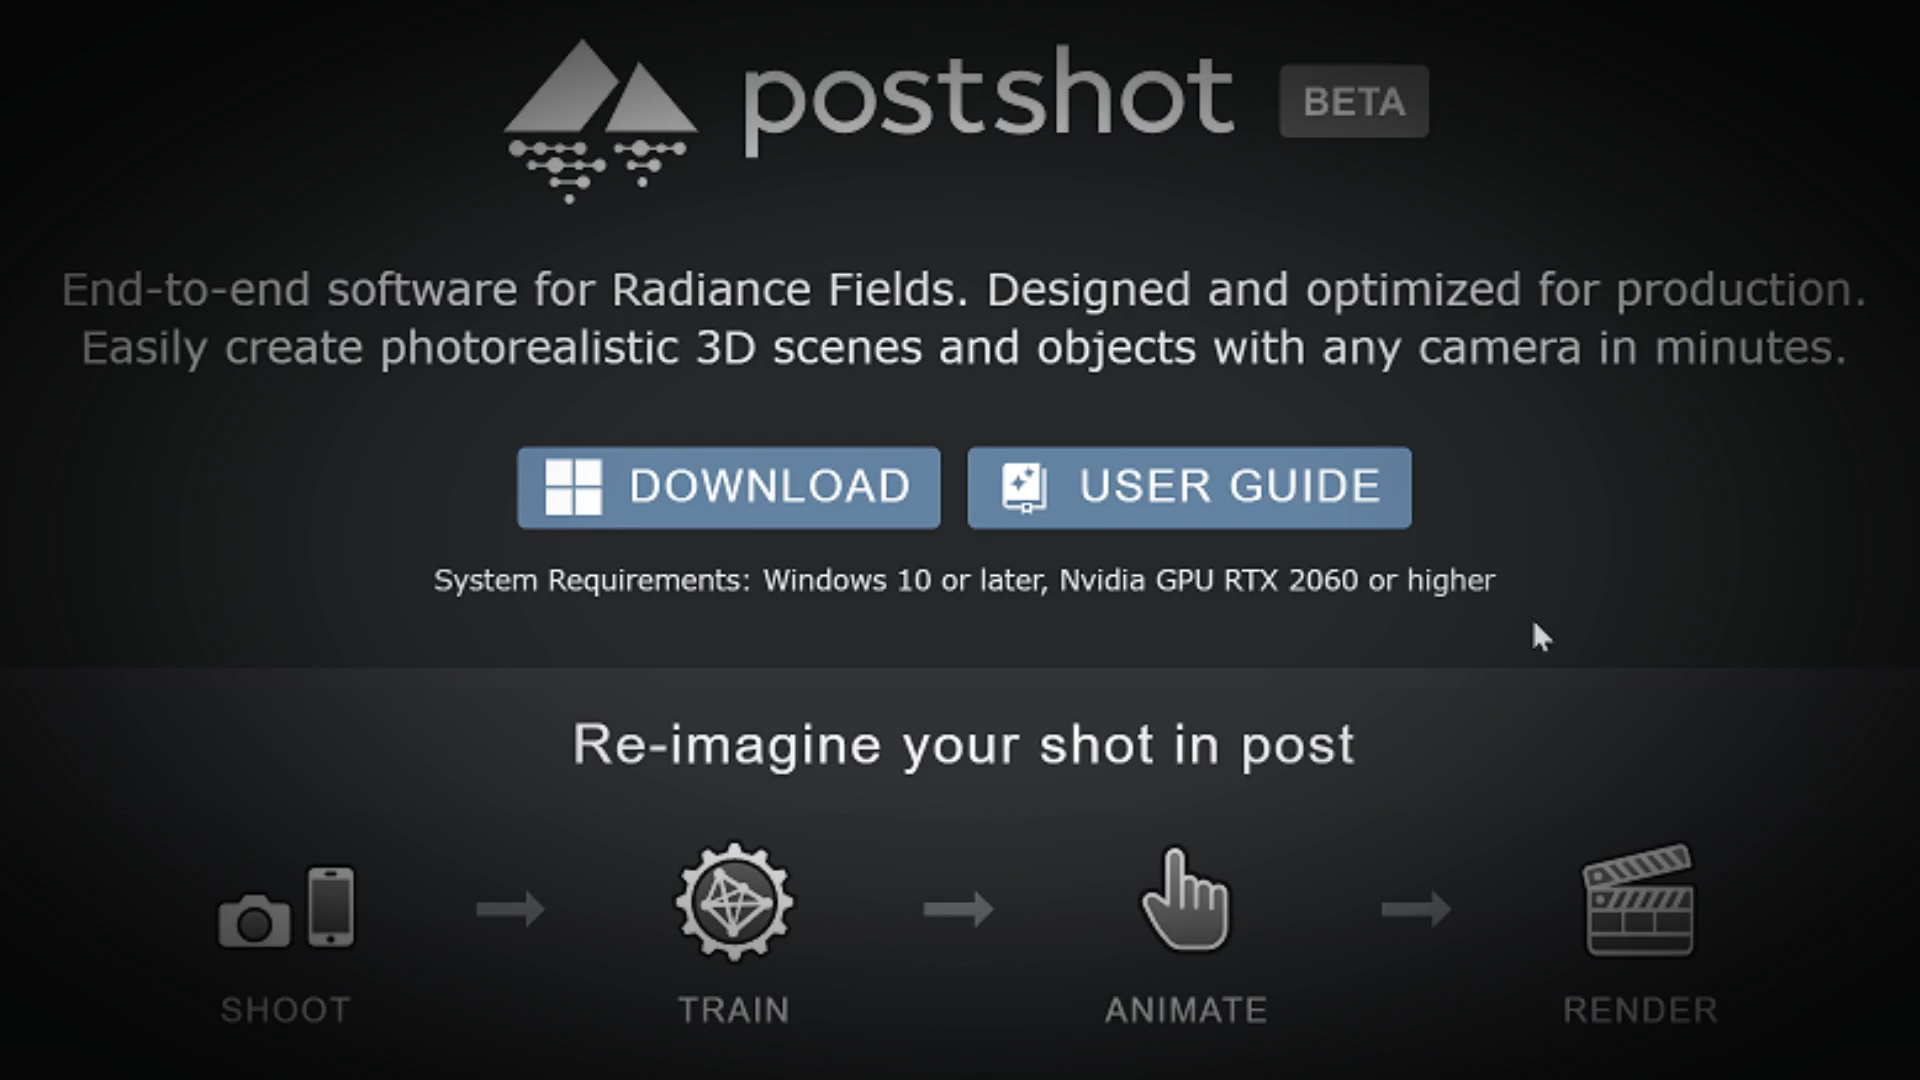 postshot BETA
End-to-end software for Radiance Fields. Designed and optimized for production.
Easily create photorealistic 3D scenes and objects with any camera in minutes.
DOWNLOAD USER GUIDE
System Requirements: Windows 10 or later, Nvidia GPU RTX 2060 or higher
Re-imagine your shot in post
SHOOT TRAIN ANIMATE RENDER